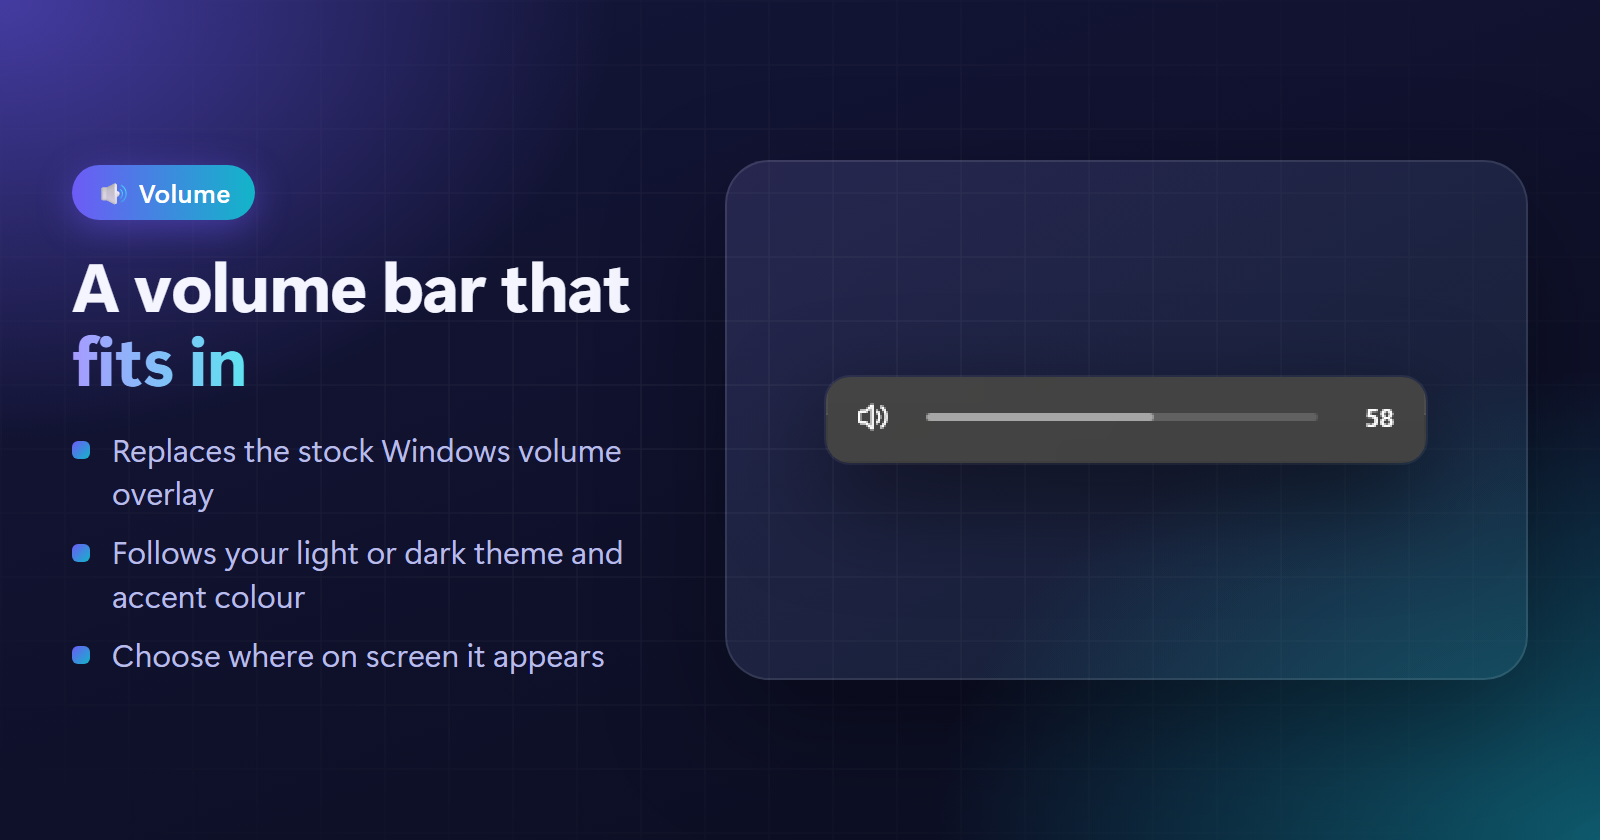 Volume
A volume bar that
fits in
Replaces the stock Windows volume
overlay
Follows your light or dark theme and
accent colour
Choose where on screen it appears
58